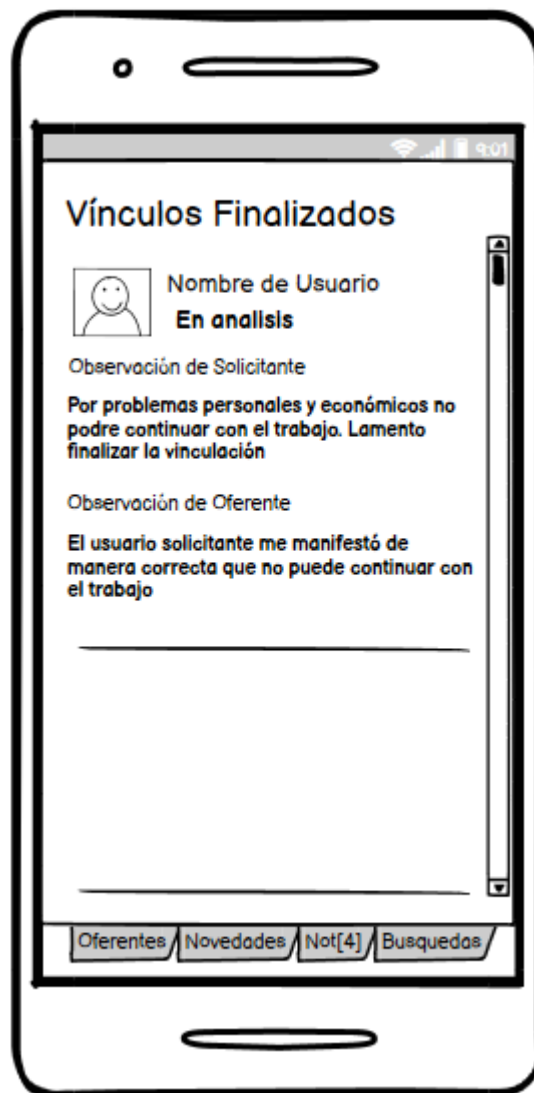 9:01
Vínculos Finalizados
Nombre de Usuario
En analisis
Observación de Solicitante
Por problemas personales y económicos no
podre continuar con el trabajo. Lamento
finalizar la vinculación
Observación de Oferente
El usuario solicitante me manifestó de
manera correcta que no puede continuar con
el trabajo
Oferentes Novedades Not[4] Busquedas